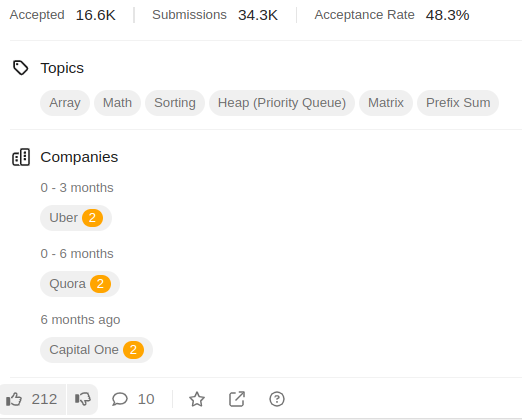 Accepted 16.6K Submissions 34.3K Acceptance Rate 48.3%
Topics
Array Math Sorting Heap (Priority Queue) Matrix Prefix Sum
Companies
0 - 3 months
Uber 2
0 - 6 months
Quora 2
6 months ago
Capital One 2
212 10